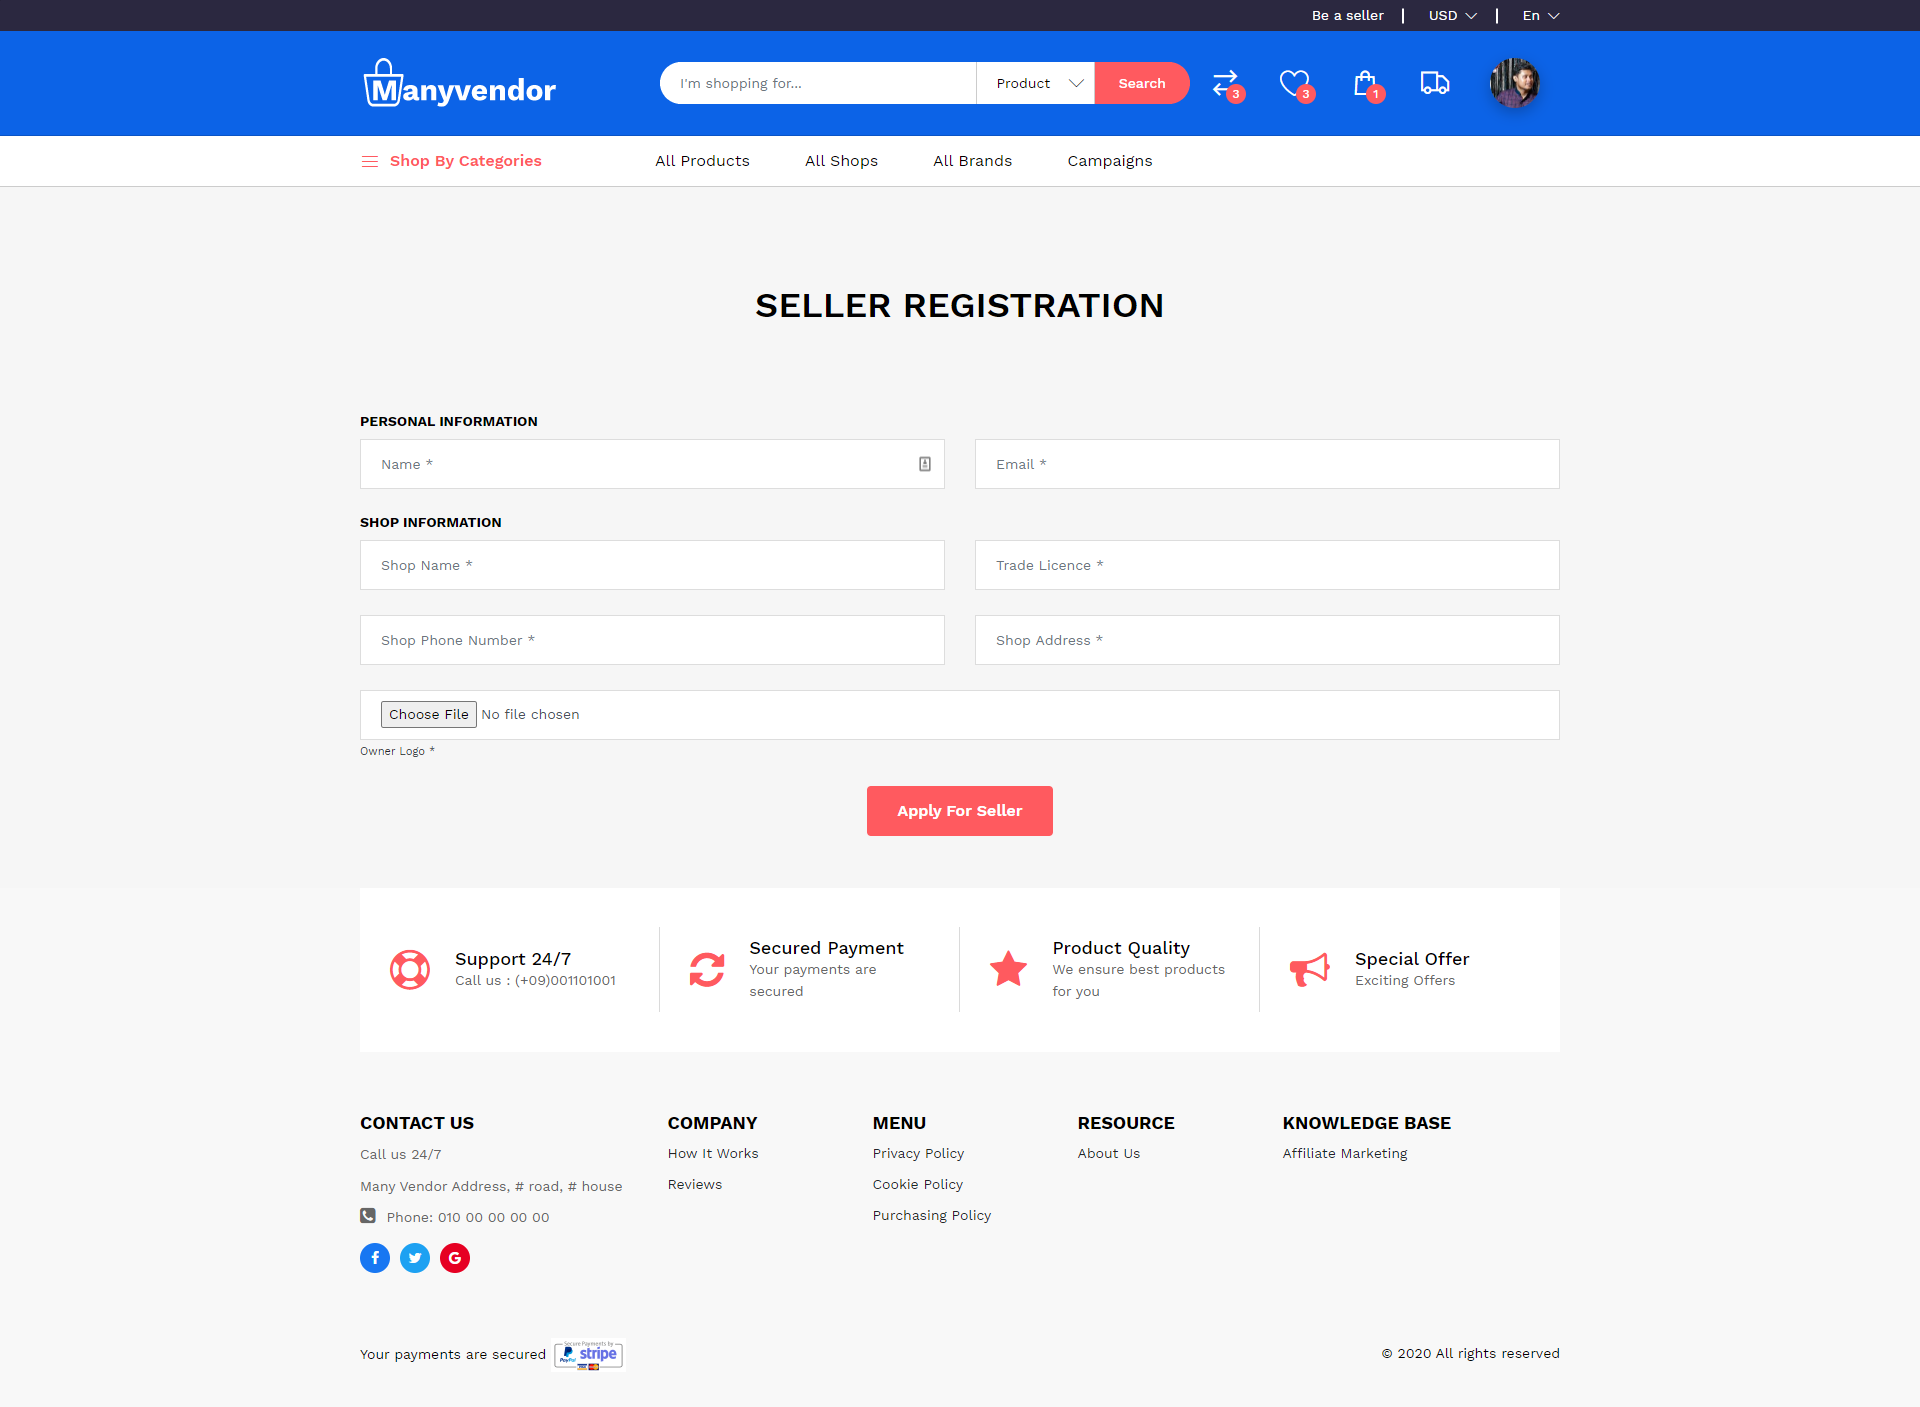 Be a seller
USD
En
Manyvendor
I'm shopping for...
Product
Search
3
3
1
Shop By Categories
All Products
All Shops
All Brands
Campaigns
SELLER REGISTRATION
PERSONAL INFORMATION
Name *
Email *
SHOP INFORMATION
Shop Name *
Trade Licence *
Shop Phone Number *
Shop Address *
Choose File No file chosen
Owner Logo *
Apply For Seller
Support 24/7
Call us : (+09)001101001
Secured Payment
Your payments are
secured
Product Quality
We ensure best products
for you
Special Offer
Exciting Offers
CONTACT US
Call us 24/7
Many Vendor Address, # road, # house
Phone: 010 00 00 00 00
COMPANY
How It Works
Reviews
MENU
Privacy Policy
Cookie Policy
Purchasing Policy
RESOURCE
About Us
KNOWLEDGE BASE
Affiliate Marketing
Your payments are secured
Secure Payments by
PayPal stripe
© 2020 All rights reserved